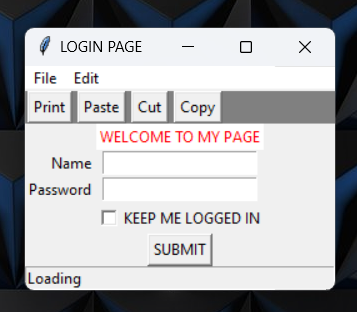 LOGIN PAGE
File Edit
Print Paste Cut Copy
WELCOME TO MY PAGE
Name
Password
KEEP ME LOGGED IN
SUBMIT
Loading